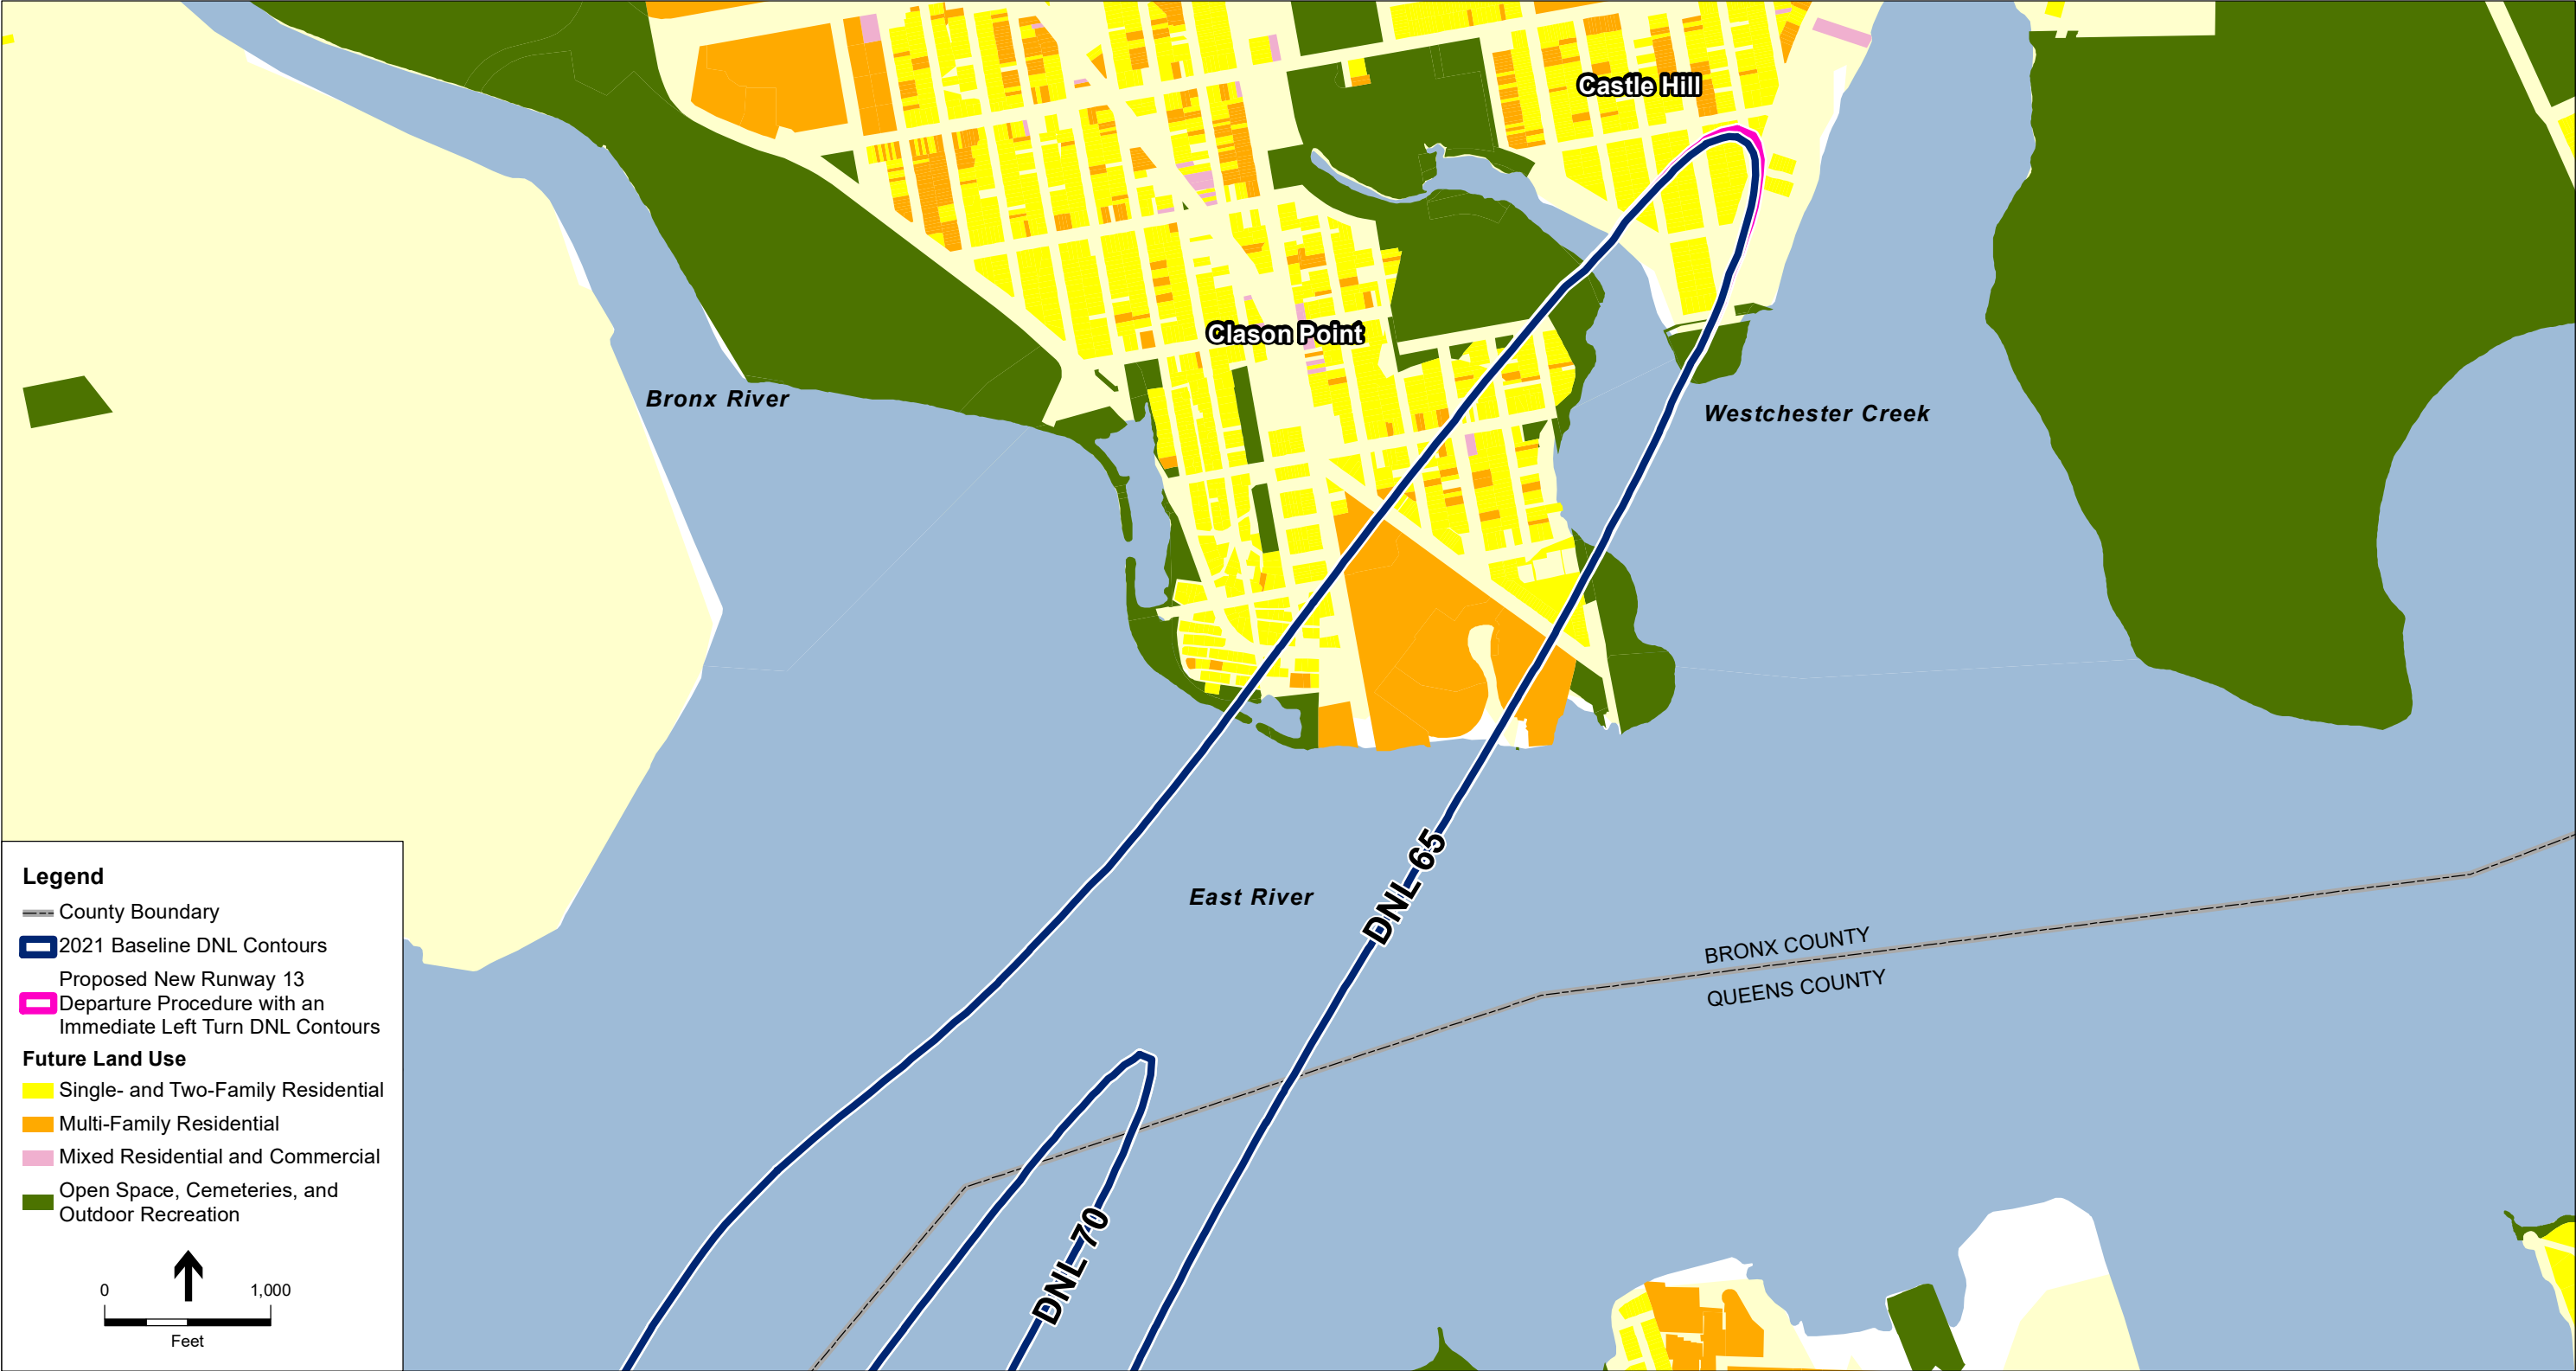 Castle Hill
Clason Point
Bronx River
Westchester Creek
East River
DNL 65
DNL 70
BRONX COUNTY
QUEENS COUNTY
Legend
County Boundary
2021 Baseline DNL Contours
Proposed New Runway 13
Departure Procedure with an
Immediate Left Turn DNL Contours
Future Land Use
Single- and Two-Family Residential
Multi-Family Residential
Mixed Residential and Commercial
Open Space, Cemeteries, and
Outdoor Recreation
0 1,000
Feet